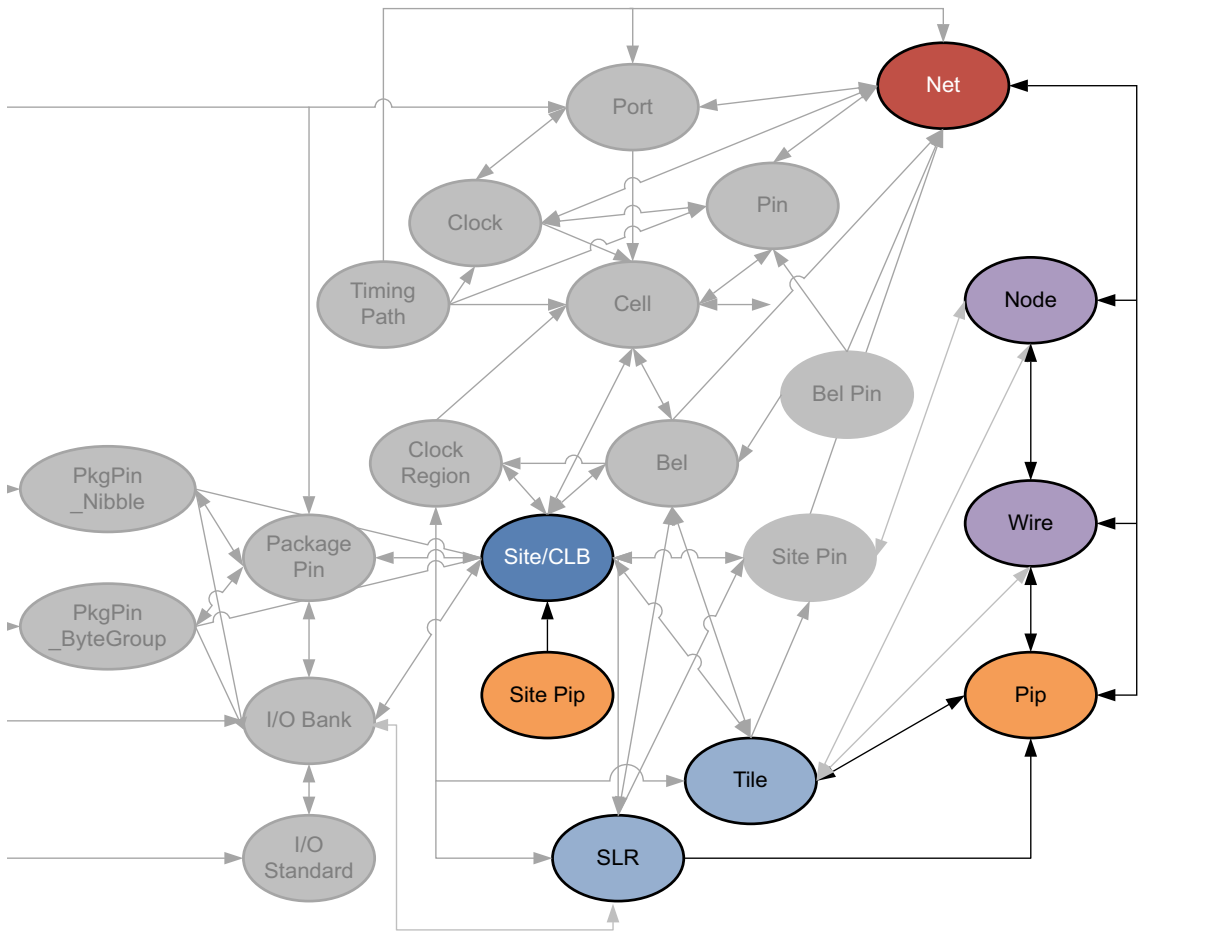 Net
Port
Pin
Clock
Timing
Path
Cell
Node
Bel Pin
Clock
Region
Bel
PkgPin
_Nibble
Wire
Package
Pin
Site/CLB
Site Pin
PkgPin
_ByteGroup
Site Pip
Pip
I/O Bank
Tile
I/O
Standard
SLR